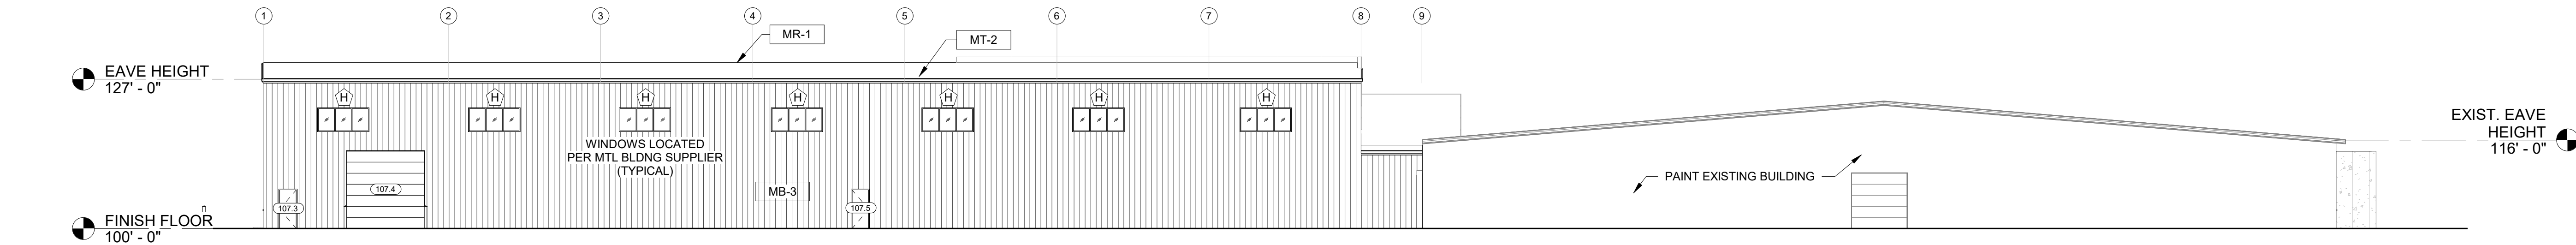 1 2 3 4 5 6 7 8 9
MR-1
MT-2
EAVE HEIGHT
127' - 0"
H H H H H H H
EXIST. EAVE
HEIGHT
116' - 0"
WINDOWS LOCATED
PER MTL BLDNG SUPPLIER
(TYPICAL)
PAINT EXISTING BUILDING
MB-3
107.4
107.3
107.5
FINISH FLOOR
100' - 0"